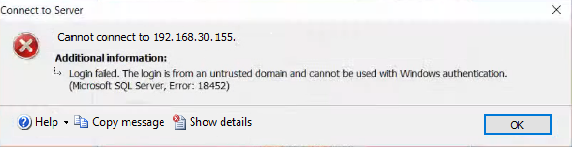 Connect to Server
Cannot connect to 192.168.30.155.
Additional information:
Login failed. The login is from an untrusted domain and cannot be used with Windows authentication.
(Microsoft SQL Server, Error: 18452)
Help Copy message Show details OK